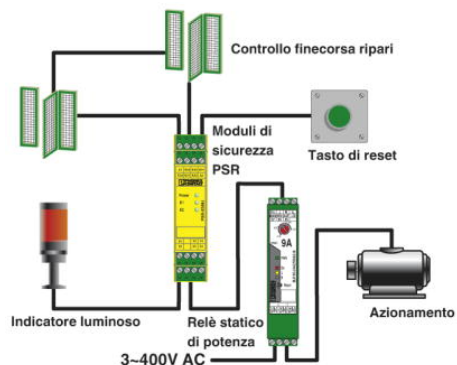 Controllo finecorsa ripari
Moduli di
sicurezza
PSR
Tasto di reset
9A
Indicatore luminoso
Relè statico
di potenza
Azionamento
3~400V AC